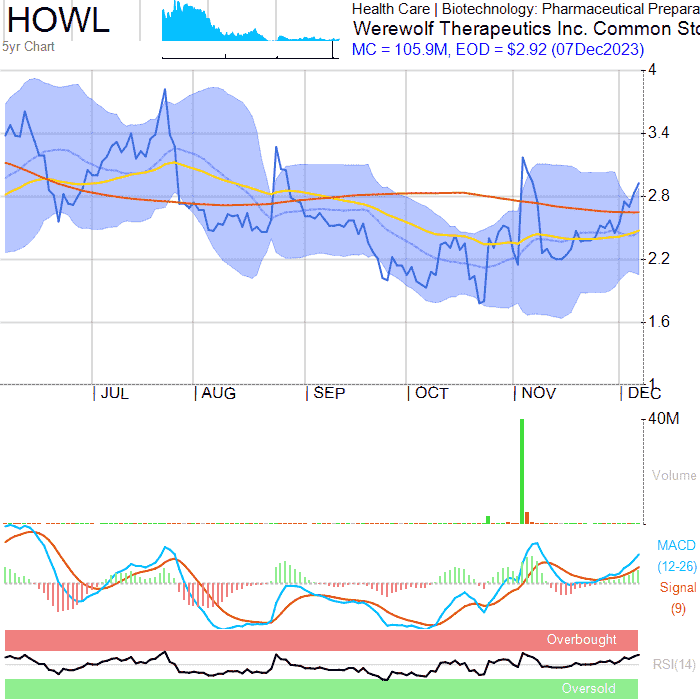 HOWL
5yr Chart
Health Care | Biotechnology: Pharmaceutical Prepara
Werewolf Therapeutics Inc. Common Sto
MC = 105.9M, EOD = $2.92 (07Dec2023)
4
3.4
2.8
2.2
1.6
1
JUL AUG SEP OCT NOV DEC
40M
Volume
MACD
(12-26)
Signal
(9)
Overbought
RSI(14)
Oversold